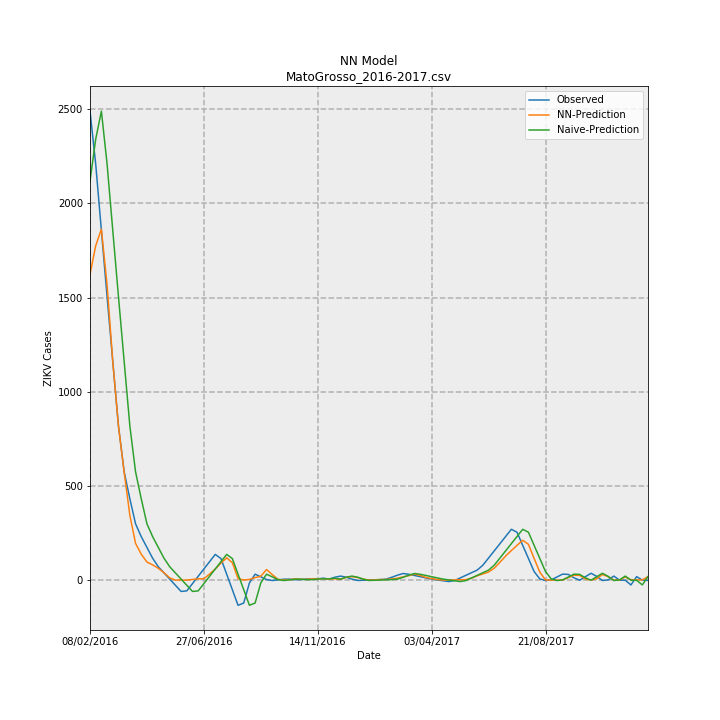 NN Model
MatoGrosso_2016-2017.csv
Observed
NN-Prediction
Naive-Prediction
2500
2000
1500
1000
500
0
ZIKV Cases
08/02/2016
27/06/2016
14/11/2016
03/04/2017
21/08/2017
Date